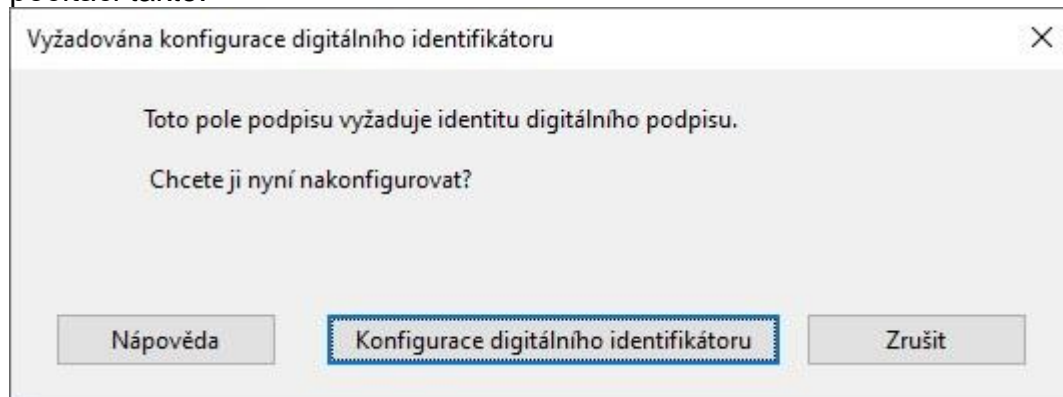 Vyžadována konfigurace digitálního identifikátoru
Toto pole podpisu vyžaduje identitu digitálního podpisu.
Chcete ji nyní nakonfigurovat?
Nápověda Konfigurace digitálního identifikátoru Zrušit